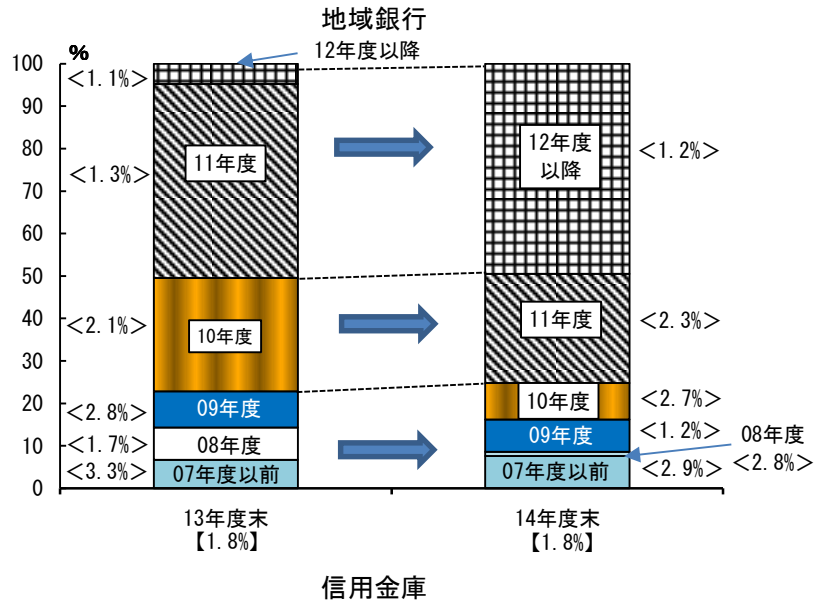 地域銀行
%
12年度以降
100
90
80
70
60
50
40
30
20
10
0
<1.1%>
<1.3%>
<2.1%>
<2.8%>
<1.7%>
<3.3%>
11年度
10年度
09年度
08年度
07年度以前
12年度
以降
11年度
10年度
09年度
07年度以前
<1.2%>
<2.3%>
<2.7%>
<1.2%>
08年度
<2.9%>
<2.8%>
13年度末
【1.8%】
14年度末
【1.8%】
信用金庫